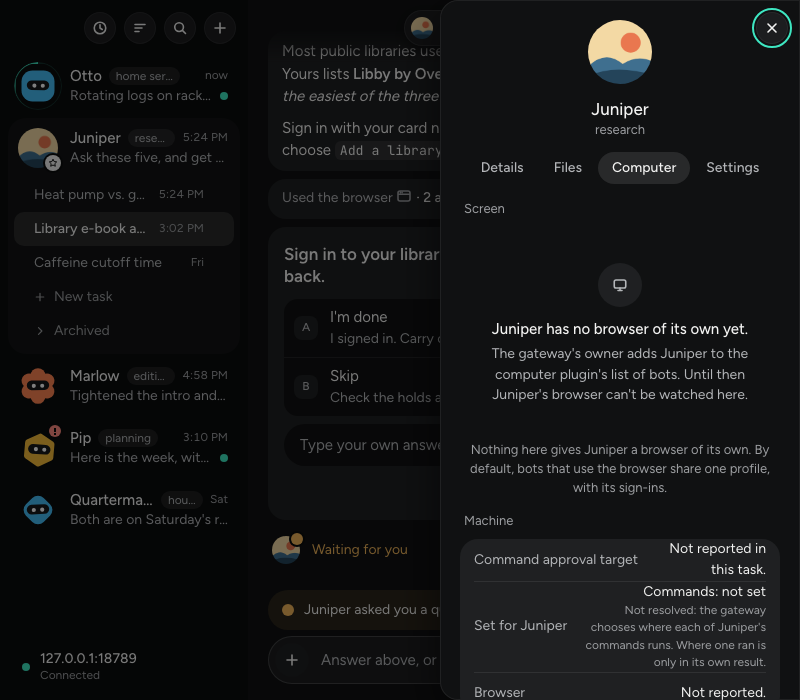 Otto
home ser...
now
Rotating logs on rack...
Juniper
rese...
5:24 PM
Ask these five, and get ...
Heat pump vs. g...
5:24 PM
Library e-book a...
3:02 PM
Caffeine cutoff time
Fri
New task
Archived
Marlow
editi...
4:58 PM
Tightened the intro and...
Pip
planning
3:10 PM
Here is the week, wit...
Quarterma...
hou...
Sat
Both are on Saturday's r...
127.0.0.1:18789
Connected
Most public libraries use
Yours lists Libby by Ove
the easiest of the three
Sign in with your card n
choose Add a library
Used the browser · 2 a
Sign in to your librar
back.
A
I'm done
I signed in. Carry o
B
Skip
Check the holds a
Type your own answe
Waiting for you
Juniper asked you a q
Answer above, or
Juniper
research
Details
Files
Computer
Settings
Screen
Juniper has no browser of its own yet.
The gateway's owner adds Juniper to the
computer plugin's list of bots. Until then
Juniper's browser can't be watched here.
Nothing here gives Juniper a browser of its own. By
default, bots that use the browser share one profile,
with its sign-ins.
Machine
Command approval target
Not reported in
this task.
Set for Juniper
Commands: not set
Not resolved: the gateway
chooses where each of Juniper's
commands runs. Where one ran is
only in its own result.
Browser
Not reported.